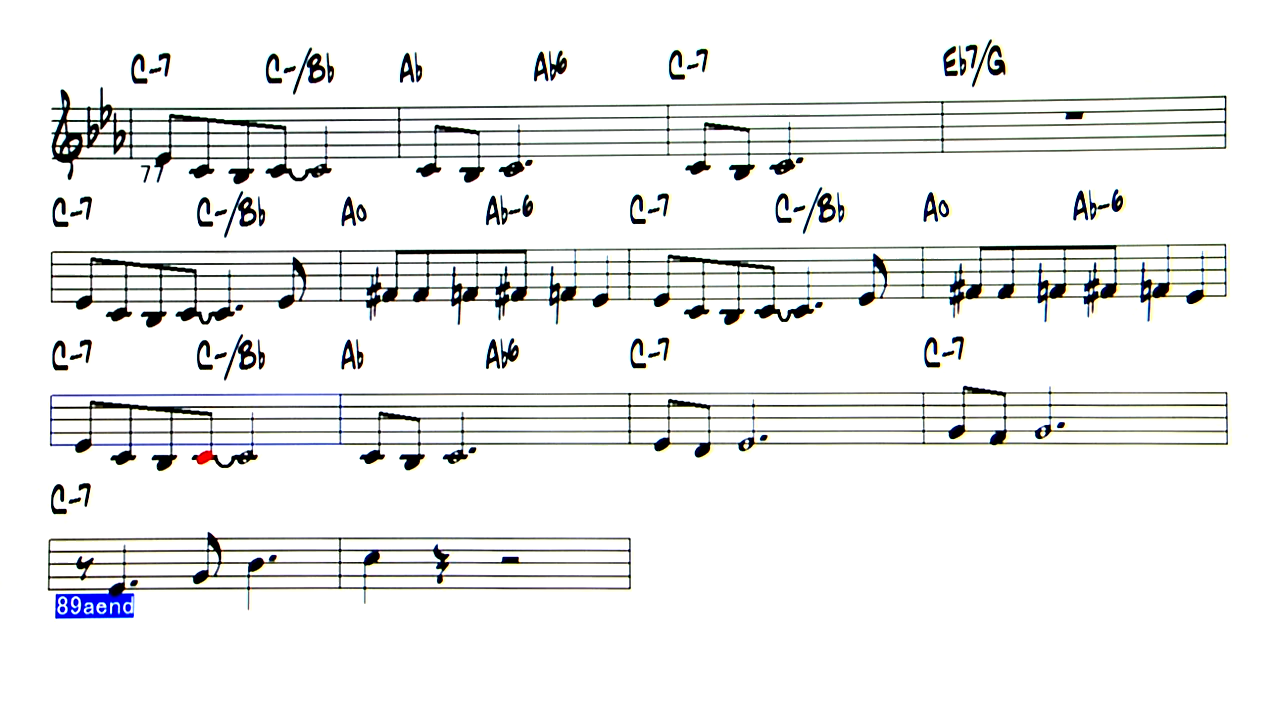 C-7 C-/Bb Ab Ab6 C-7 Eb7/G
77
C-7 C-/Bb Ao Ab-6 C-7 C-/Bb Ao Ab-6
C-7 C-/Bb Ab Ab6 C-7 C-7
C-7
89aend